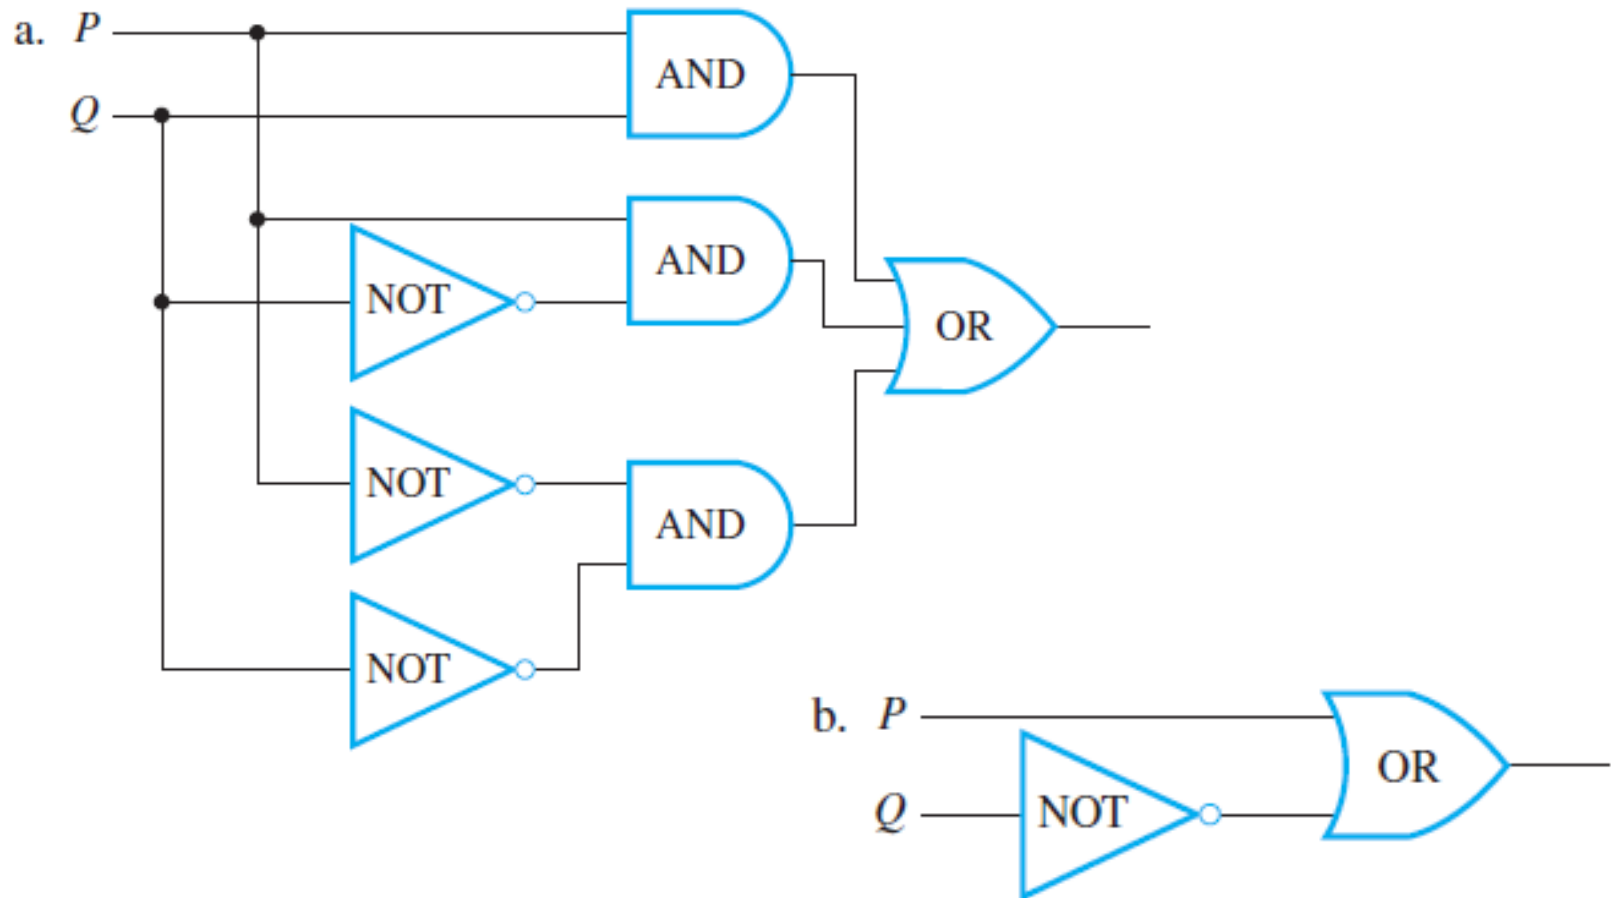 a. P
AND
Q
AND
NOT
OR
NOT
AND
NOT
b. P
OR
Q
NOT